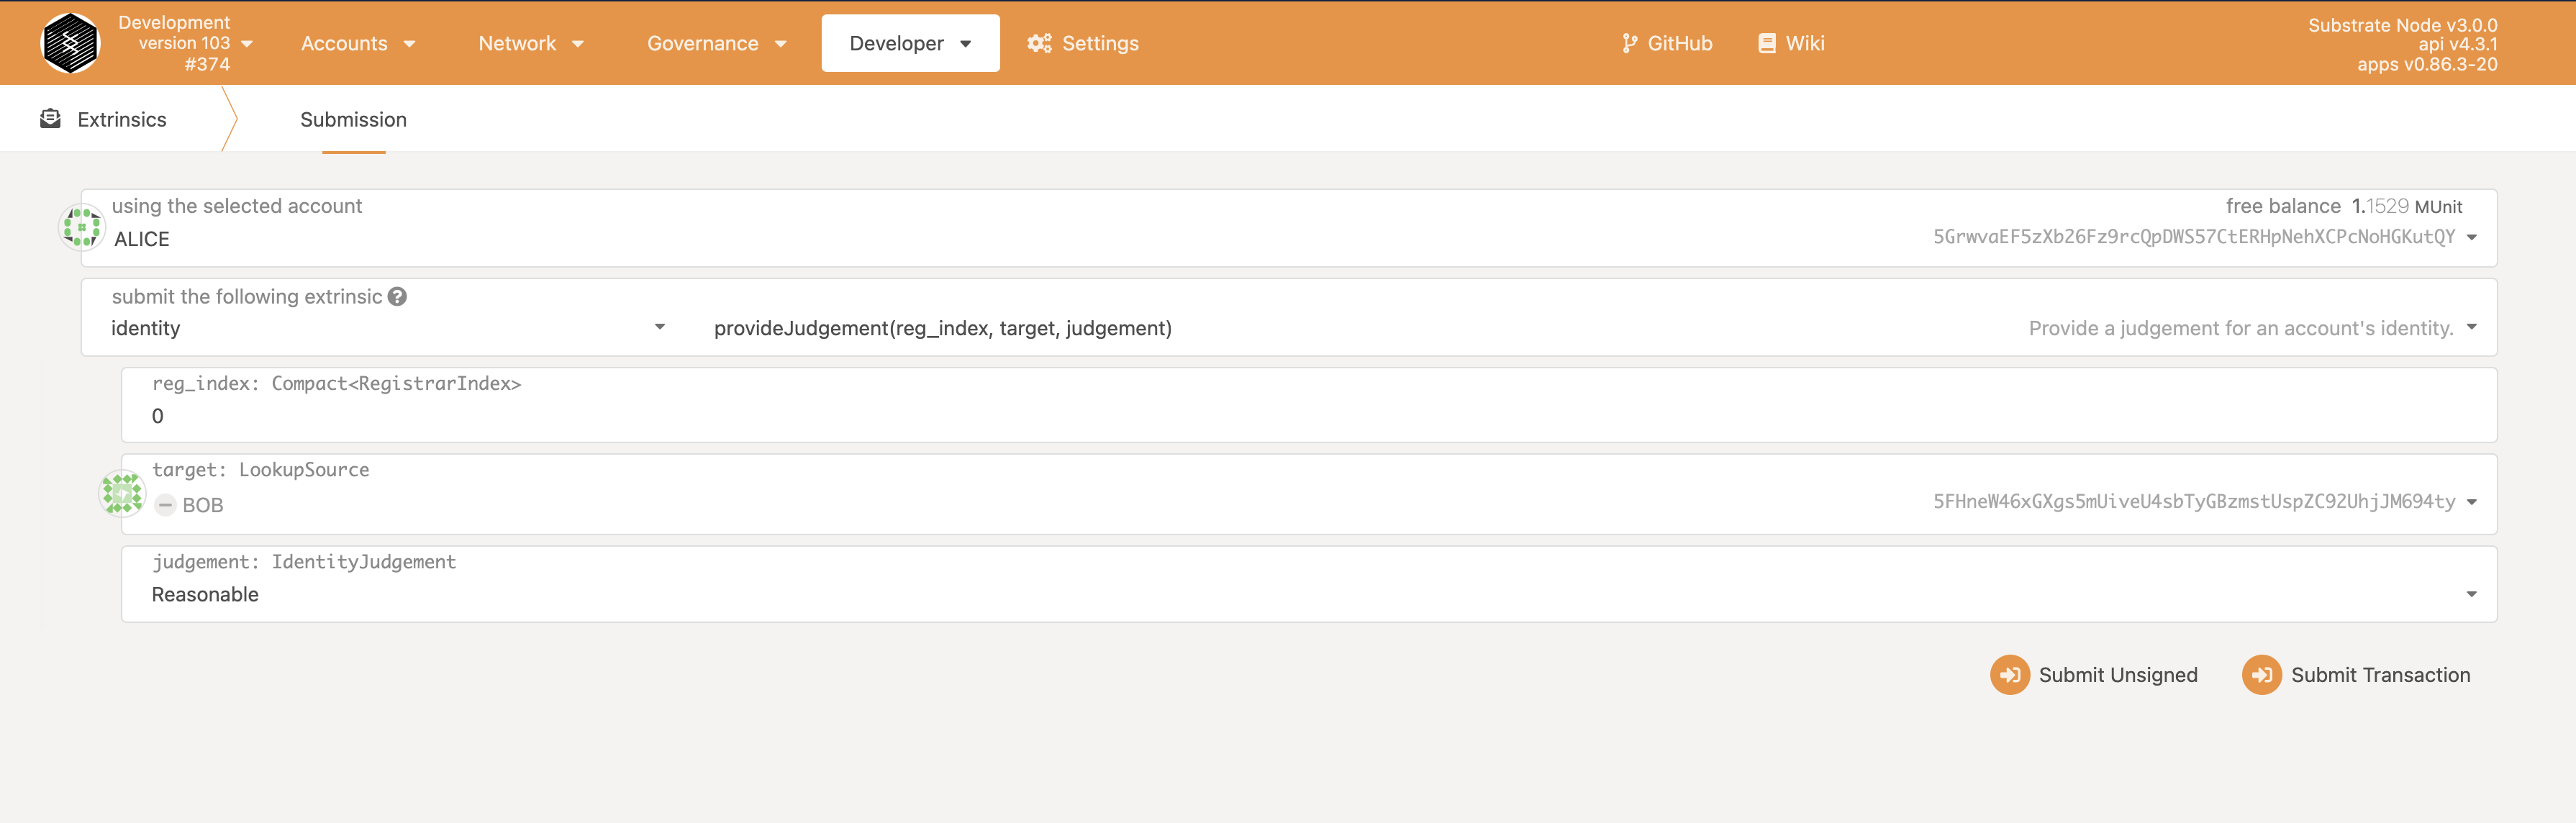 Development
version 103
#374
Accounts
Network
Governance
Developer
Settings
GitHub
Wiki
Substrate Node v3.0.0
api v4.3.1
apps v0.86.3-20
Extrinsics
Submission
using the selected account
ALICE
free balance 1.1529 MUnit
5GrwvaEF5zXb26Fz9rcQpDWS57CtERHpNehXCPcNoHGKutQY
submit the following extrinsic
identity
provideJudgement(reg_index, target, judgement)
Provide a judgement for an account's identity.
reg_index: Compact<RegistrarIndex>
0
target: LookupSource
BOB
5FHneW46xGXgs5mUiveU4sbTyGBzmstUspZC92UhjJM694ty
judgement: IdentityJudgement
Reasonable
Submit Unsigned
Submit Transaction